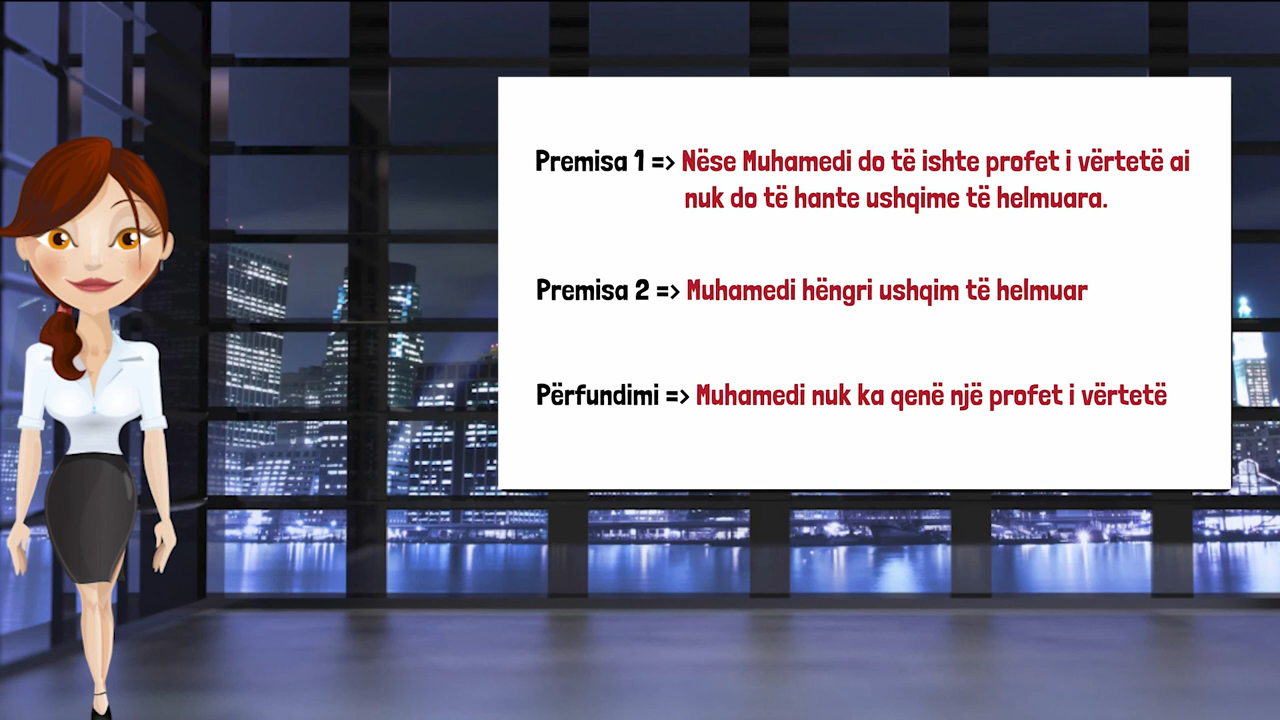 Premisa 1 => Nëse Muhamedi do të ishte profet i vërtetë ai
nuk do të hante ushqime të helmuara.
Premisa 2 => Muhamedi hëngri ushqim të helmuar
Përfundimi => Muhamedi nuk ka qenë një profet i vërtetë